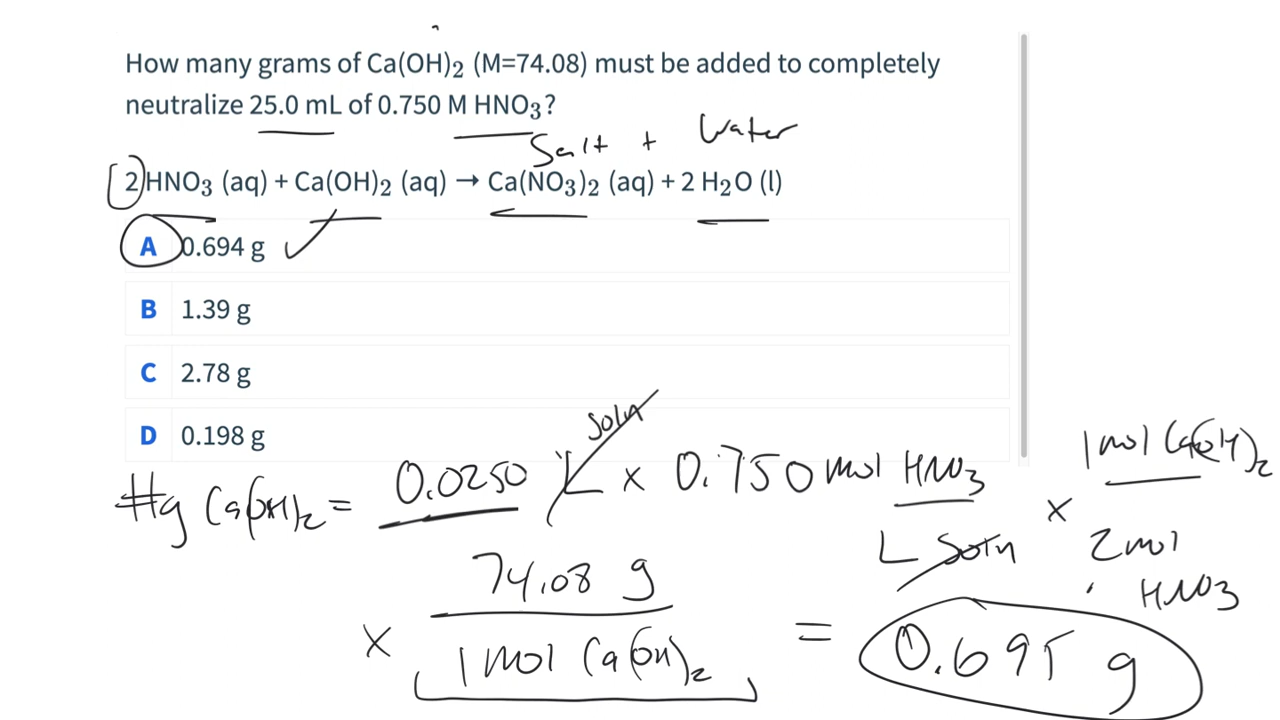 How many grams of Ca(OH)₂ (M=74.08) must be added to completely
neutralize 25.0 mL of 0.750 M HNO₃?
Salt + Water
2 HNO₃ (aq) + Ca(OH)₂ (aq) → Ca(NO₃)₂ (aq) + 2 H₂O (l)
A 0.694 g
B 1.39 g
C 2.78 g
D 0.198 g
#g Ca(OH)₂ = 0.0250 L soln x 0.750 mol HNO₃ x 1 mol Ca(OH)₂
L soln 2 mol HNO₃
x 74.08 g = 0.695 g
1 mol Ca(OH)₂